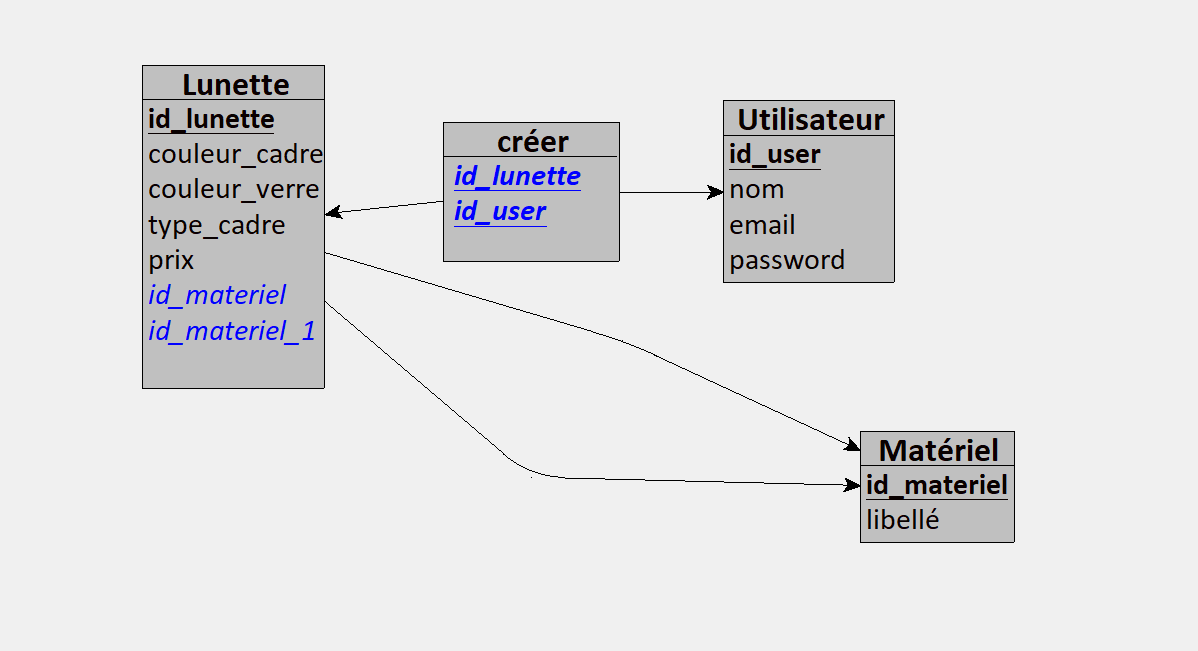 Lunette
id_lunette
couleur_cadre
couleur_verre
type_cadre
prix
id_materiel
id_materiel_1
créer
id_lunette
id_user
Utilisateur
id_user
nom
email
password
Matériel
id_materiel
libellé